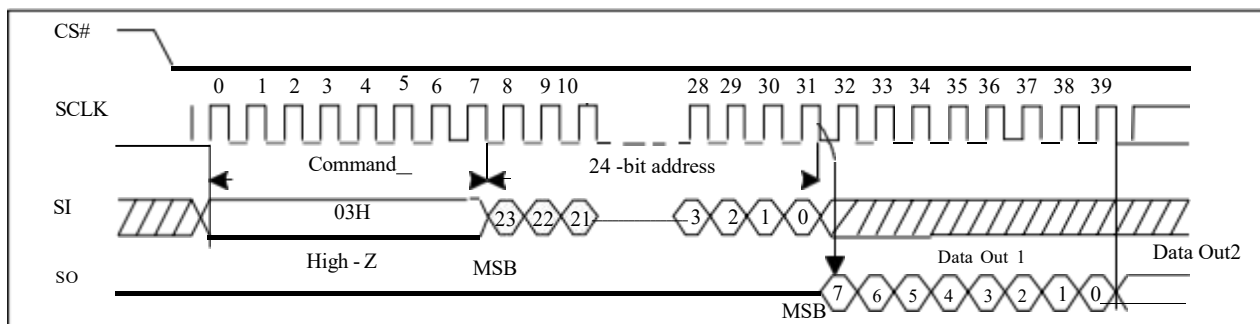 CS#
0 1 2 3 4 5 6 7 8 9 10 28 29 30 31 32 33 34 35 36 37 38 39
SCLK
Command_ 24 -bit address
SI 03H 23 22 21 3 2 1 0
High - Z MSB Data Out 1 Data Out2
SO 7 6 5 4 3 2 1 0
MSB